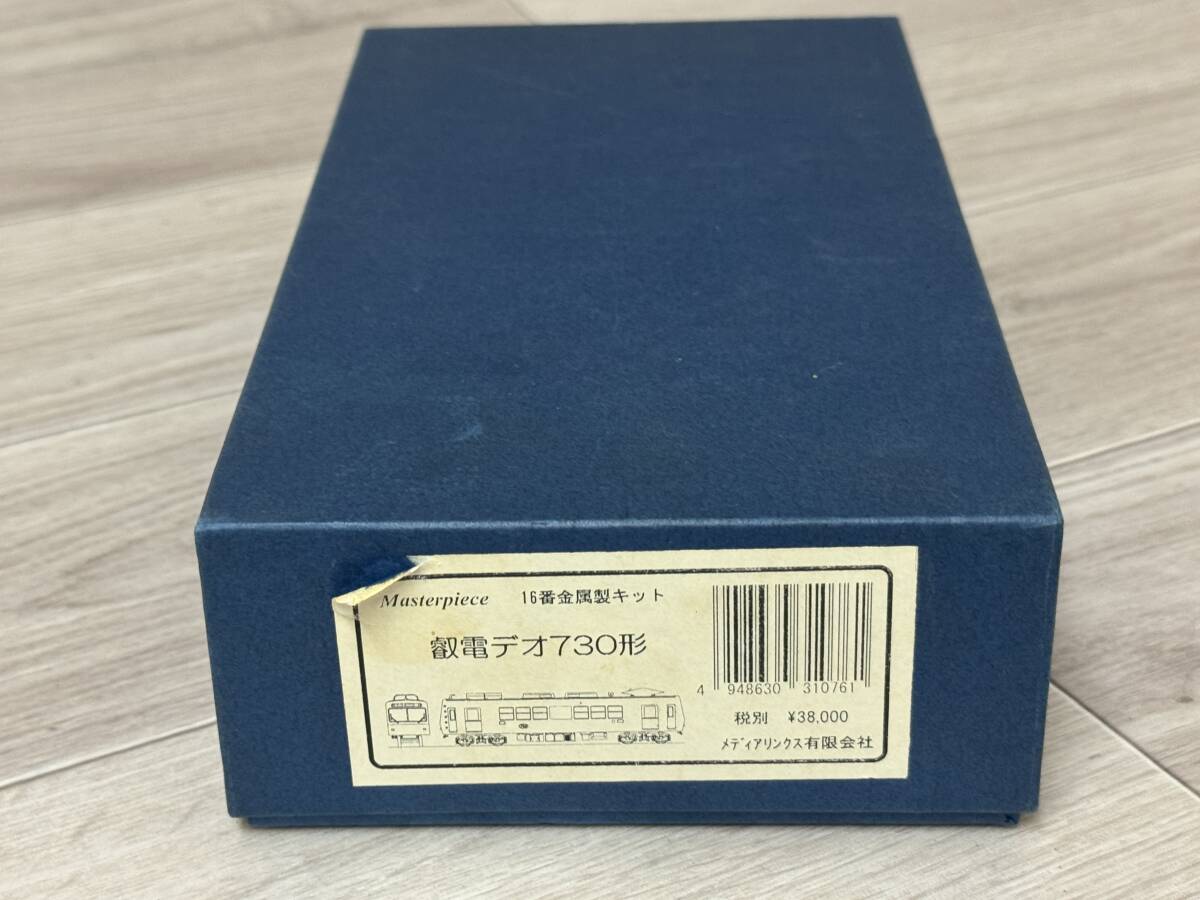 Masterpiece 16番金属製キット
叡電デオ730形
4 948630 310761
税別 ¥38,000
メディアリンクス有限会社